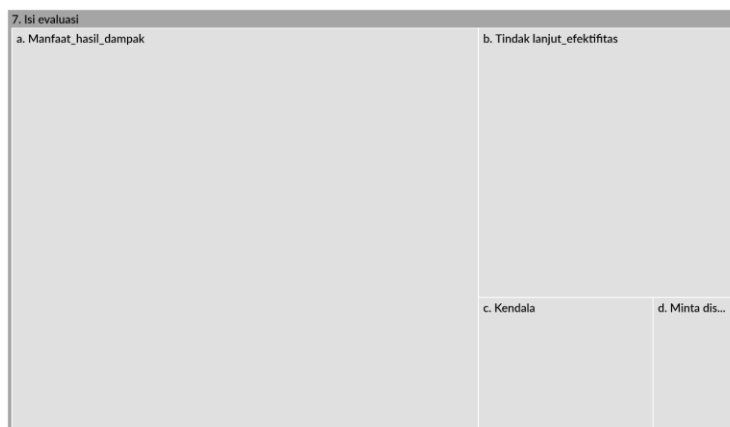 7. Isi evaluasi
a. Manfaat_hasil_dampak
b. Tindak lanjut_efektifitas
c. Kendala
d. Minta dis...